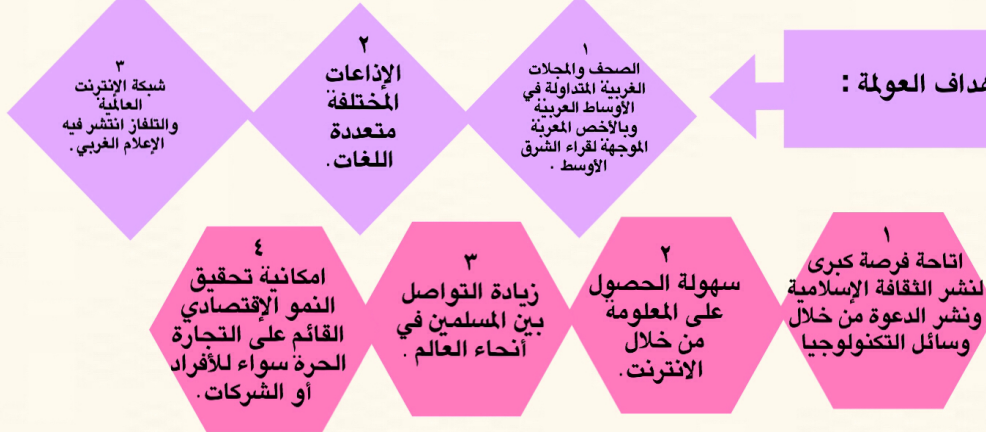 هداف العولمة :
١
الصحف والمجلات
الغربية المتداولة في
الأوساط العربية
وبالأخص المعربة
الموجهة لقراء الشرق
الأوسط .
٢
الإذاعات
المختلفة
متعددة
اللغات .
٣
شبكة الإنترنت
العالمية
والتلفاز انتشر فيه
الإعلام الغربي .
١
اتاحة فرصة كبرى
لنشر الثقافة الإسلامية
ونشر الدعوة من خلال
وسائل التكنولوجيا
٢
سهولة الحصول
على المعلومة
من خلال
الانترنت .
٣
زيادة التواصل
بين المسلمين في
أنحاء العالم .
٤
امكانية تحقيق
النمو الإقتصادي
القائم على التجارة
الحرة سواء للأفراد
أو الشركات .